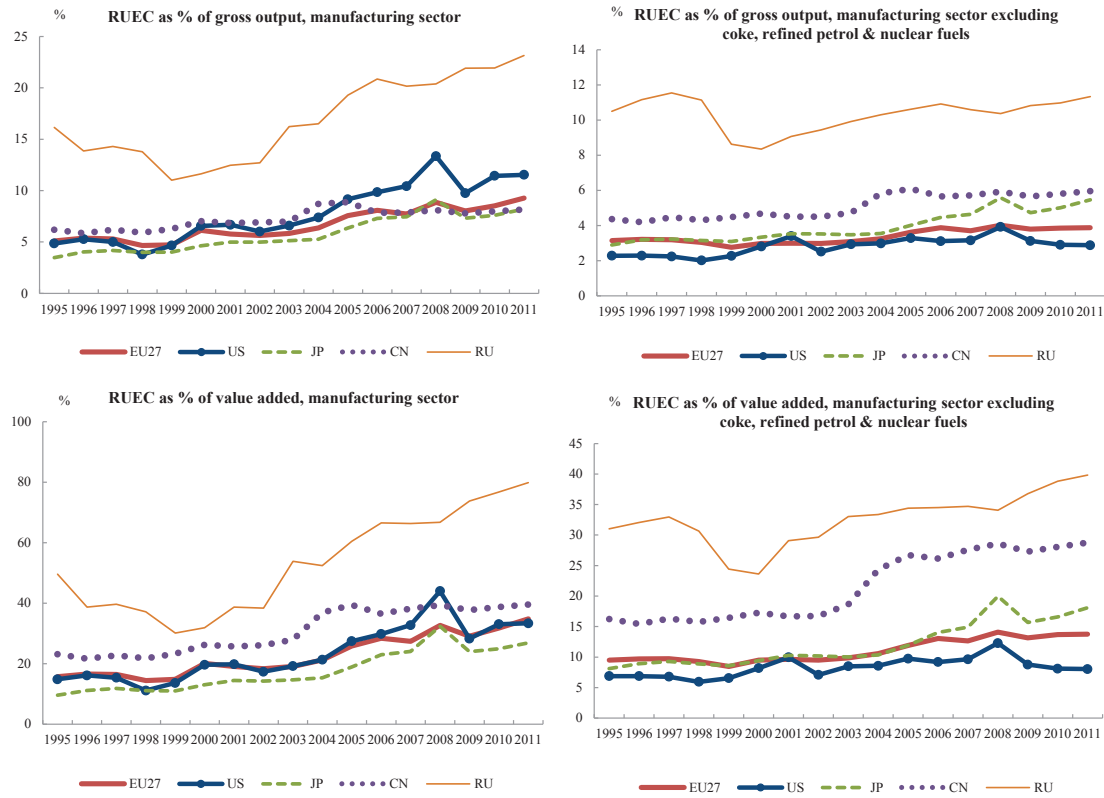 % RUEC as % of gross output, manufacturing sector
25
20
15
10
5
0
1995 1996 1997 1998 1999 2000 2001 2002 2003 2004 2005 2006 2007 2008 2009 2010 2011
EU27 US JP CN RU
% RUEC as % of gross output, manufacturing sector excluding
coke, refined petrol & nuclear fuels
14
12
10
8
6
4
2
0
1995 1996 1997 1998 1999 2000 2001 2002 2003 2004 2005 2006 2007 2008 2009 2010 2011
EU27 US JP CN RU
% RUEC as % of value added, manufacturing sector
100
80
60
40
20
0
1995 1996 1997 1998 1999 2000 2001 2002 2003 2004 2005 2006 2007 2008 2009 2010 2011
EU27 US JP CN RU
% RUEC as % of value added, manufacturing sector excluding
coke, refined petrol & nuclear fuels
45
40
35
30
25
20
15
10
5
0
1995 1996 1997 1998 1999 2000 2001 2002 2003 2004 2005 2006 2007 2008 2009 2010 2011
EU27 US JP CN RU